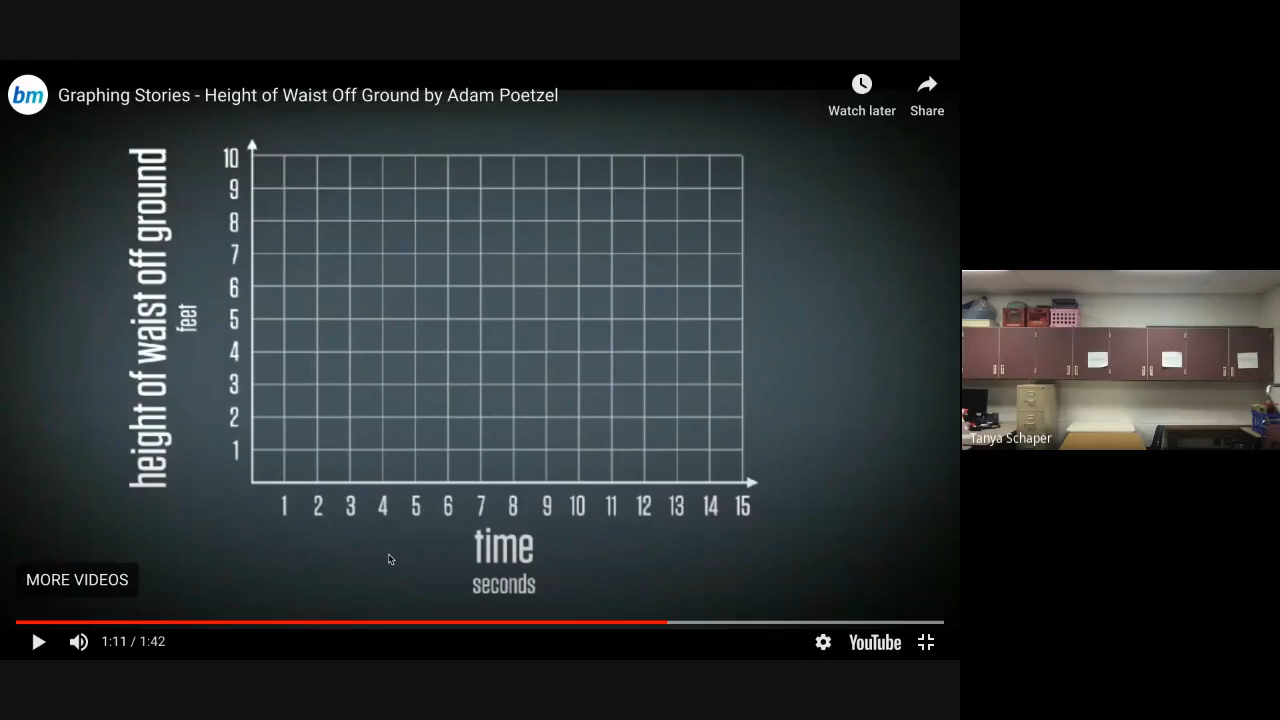 bm
Graphing Stories - Height of Waist Off Ground by Adam Poetzel
Watch later
Share
height of waist off ground
feet
10
9
8
7
6
5
4
3
2
1
1 2 3 4 5 6 7 8 9 10 11 12 13 14 15
time
seconds
MORE VIDEOS
1:11 / 1:42
YouTube
Tanya Schaper